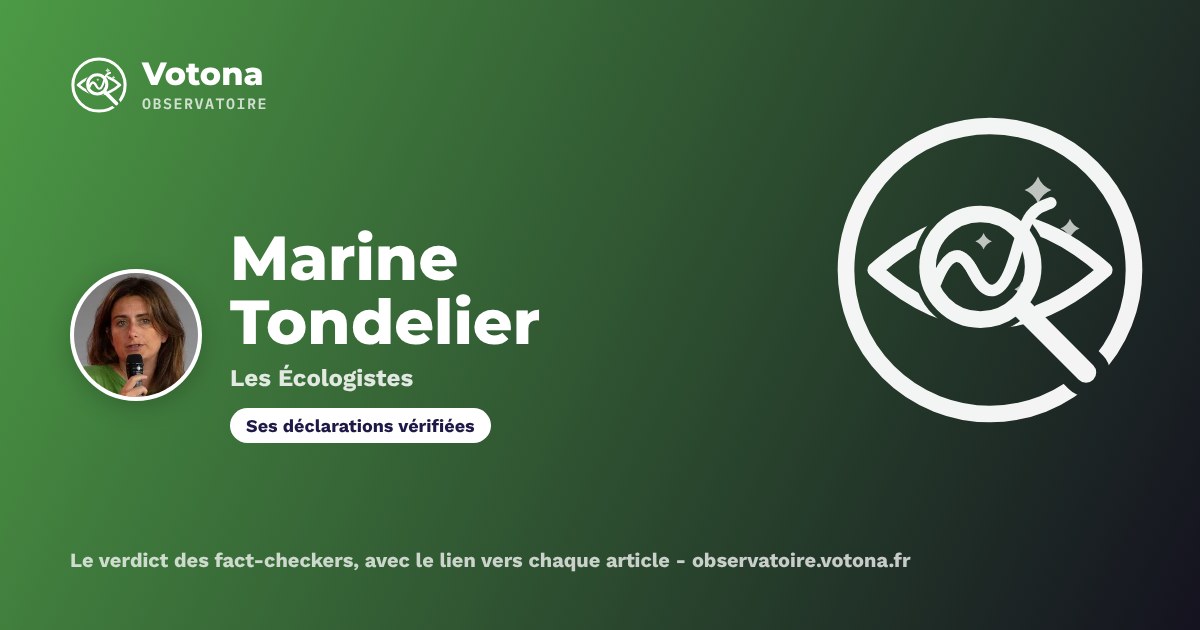 Votona
OBSERVATOIRE
Marine
Tondelier
Les Écologistes
Ses déclarations vérifiées
Le verdict des fact-checkers, avec le lien vers chaque article - observatoire.votona.fr